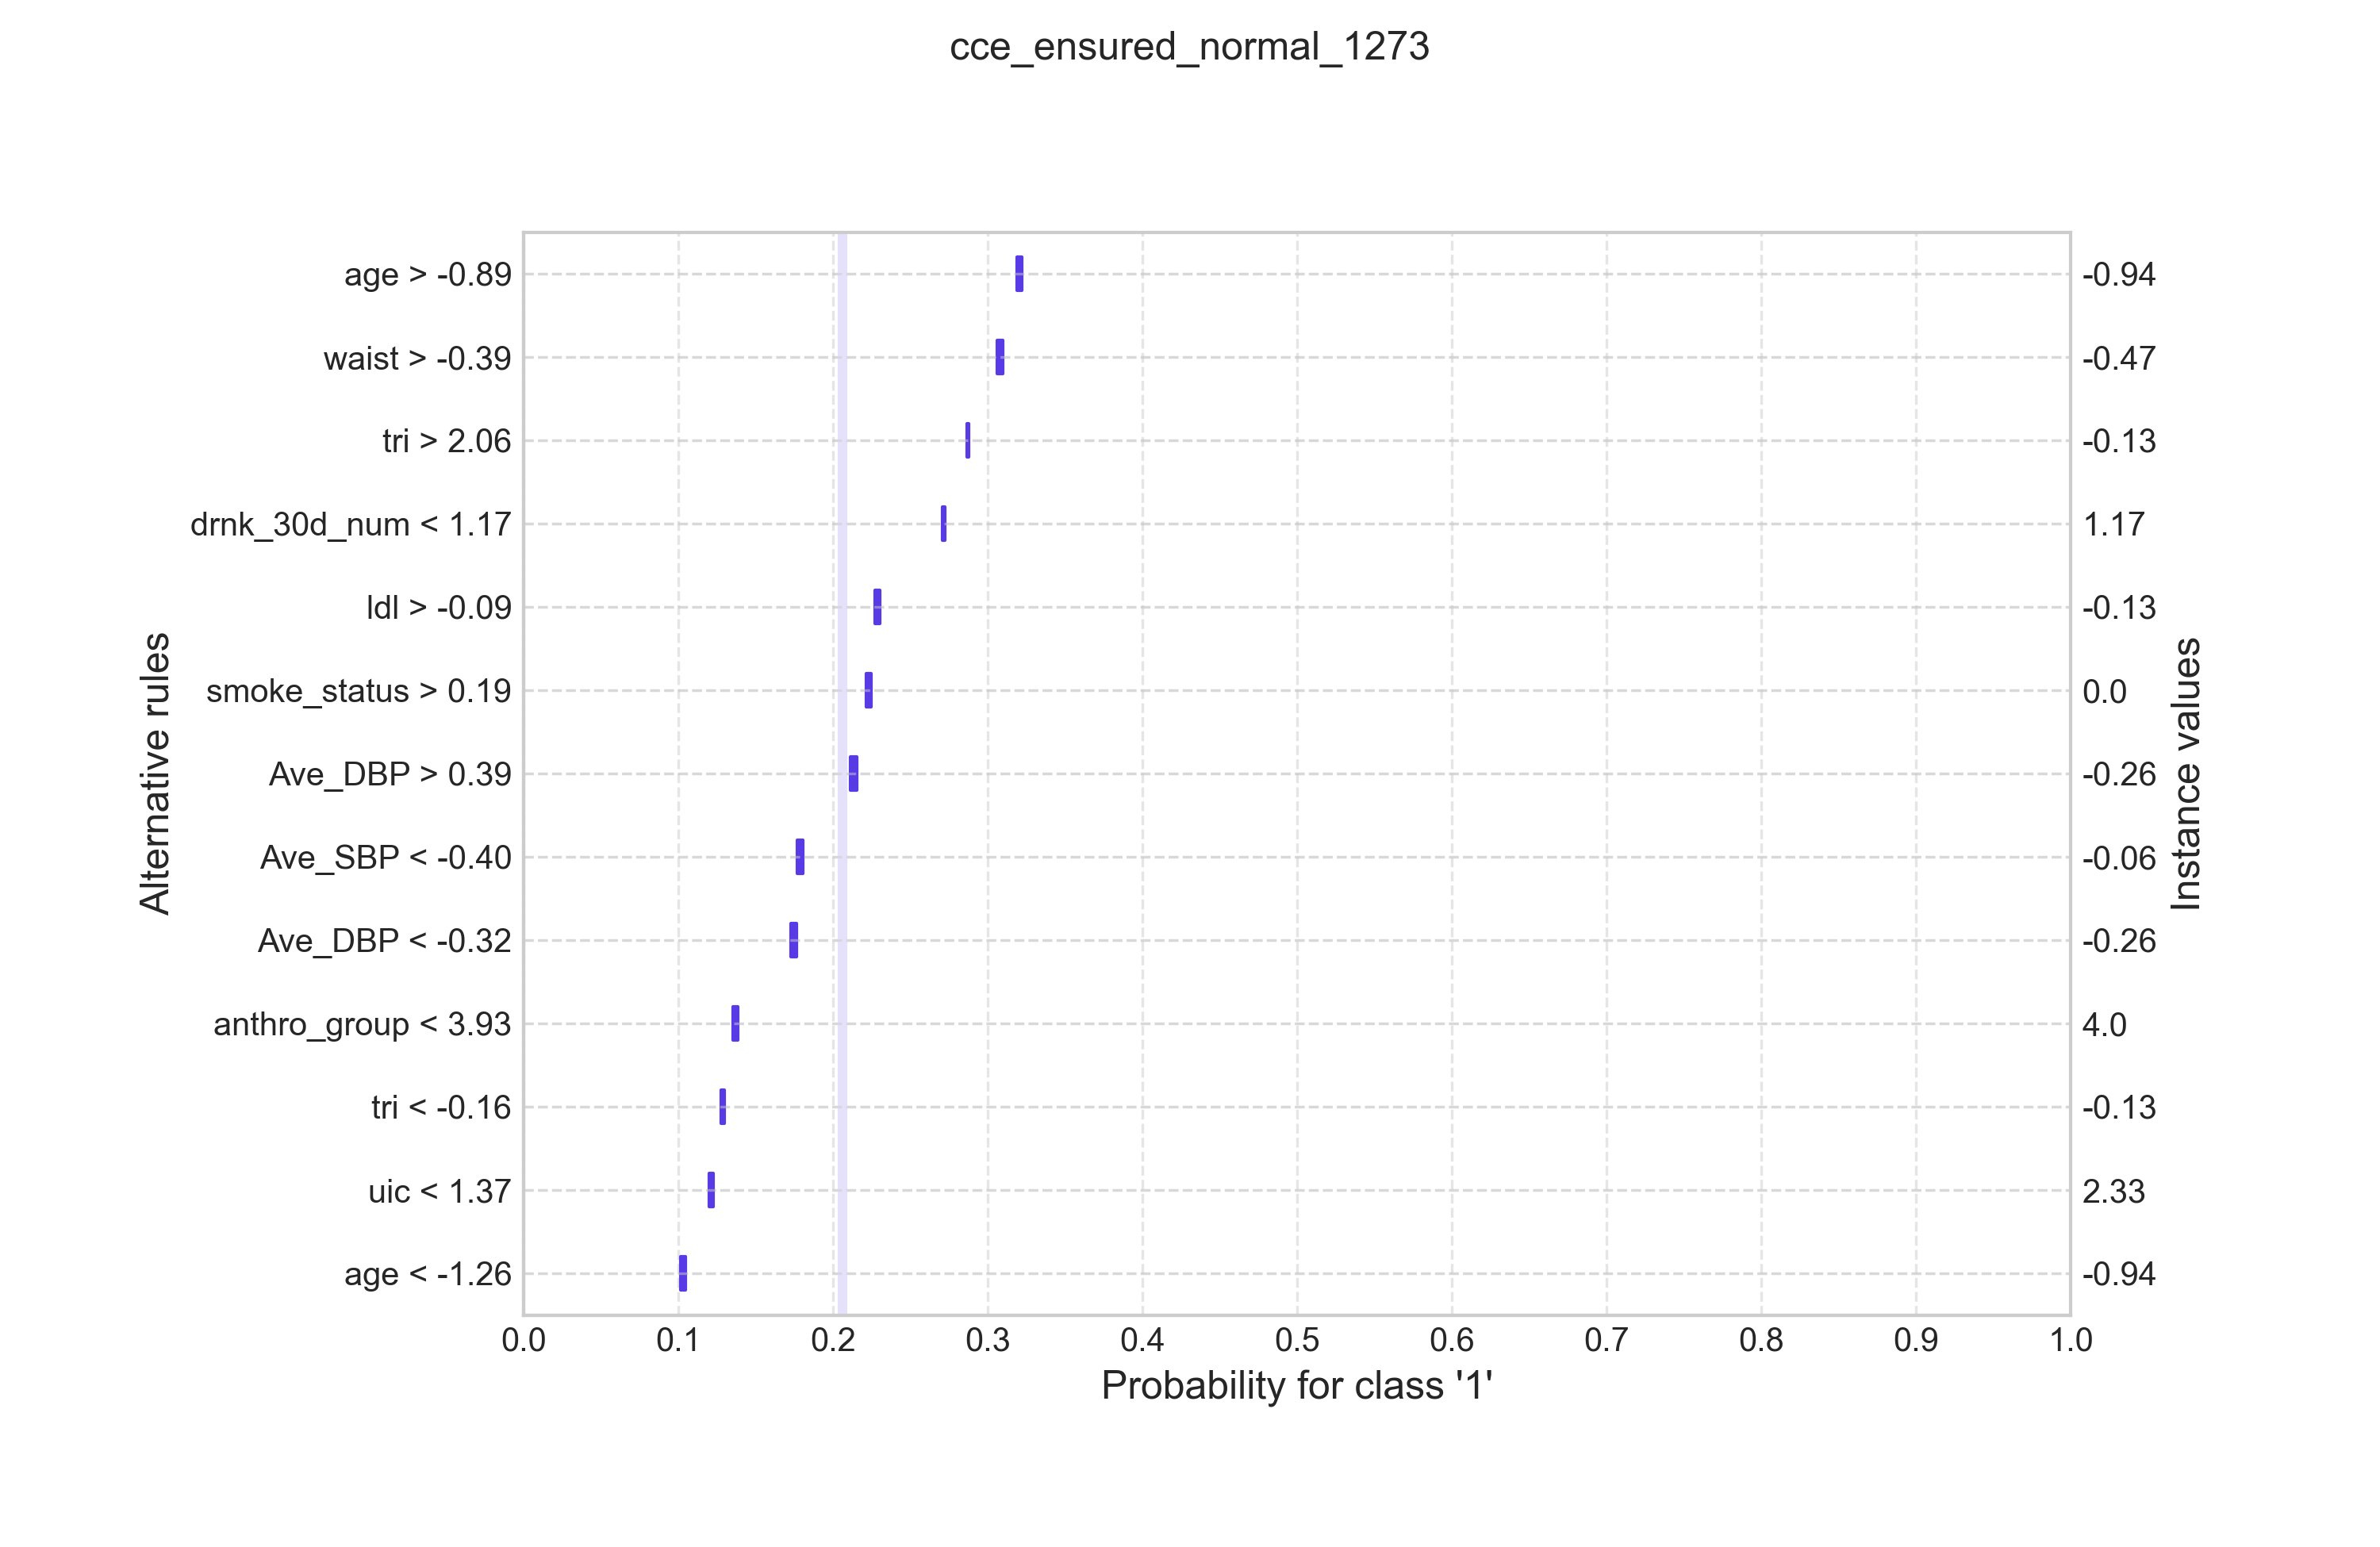 cce_ensured_normal_1273
age > -0.89
-0.94
waist > -0.39
-0.47
tri > 2.06
-0.13
drnk_30d_num < 1.17
1.17
ldl > -0.09
-0.13
smoke_status > 0.19
0.0
Ave_DBP > 0.39
-0.26
Ave_SBP < -0.40
-0.06
Ave_DBP < -0.32
-0.26
anthro_group < 3.93
4.0
tri < -0.16
-0.13
uic < 1.37
2.33
age < -1.26
-0.94
Alternative rules
Instance values
0.0 0.1 0.2 0.3 0.4 0.5 0.6 0.7 0.8 0.9 1.0
Probability for class '1'